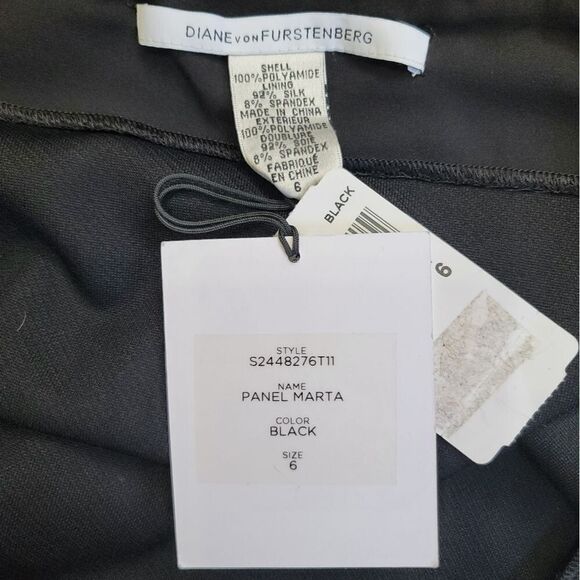 DIANE VON FURSTENBERG
SHELL
100%POLYAMIDE
LINING
92% SILK
8% SPANDEX
MADE IN CHINA
EXTERIEUR
100%POLYAMIDE
DOUBLURE
92% SOIE
8% SPANDEX
FABRIQUÉ
EN CHINE
6
BLACK
6
STYLE
S2448276T11
NAME
PANEL MARTA
COLOR
BLACK
SIZE
6